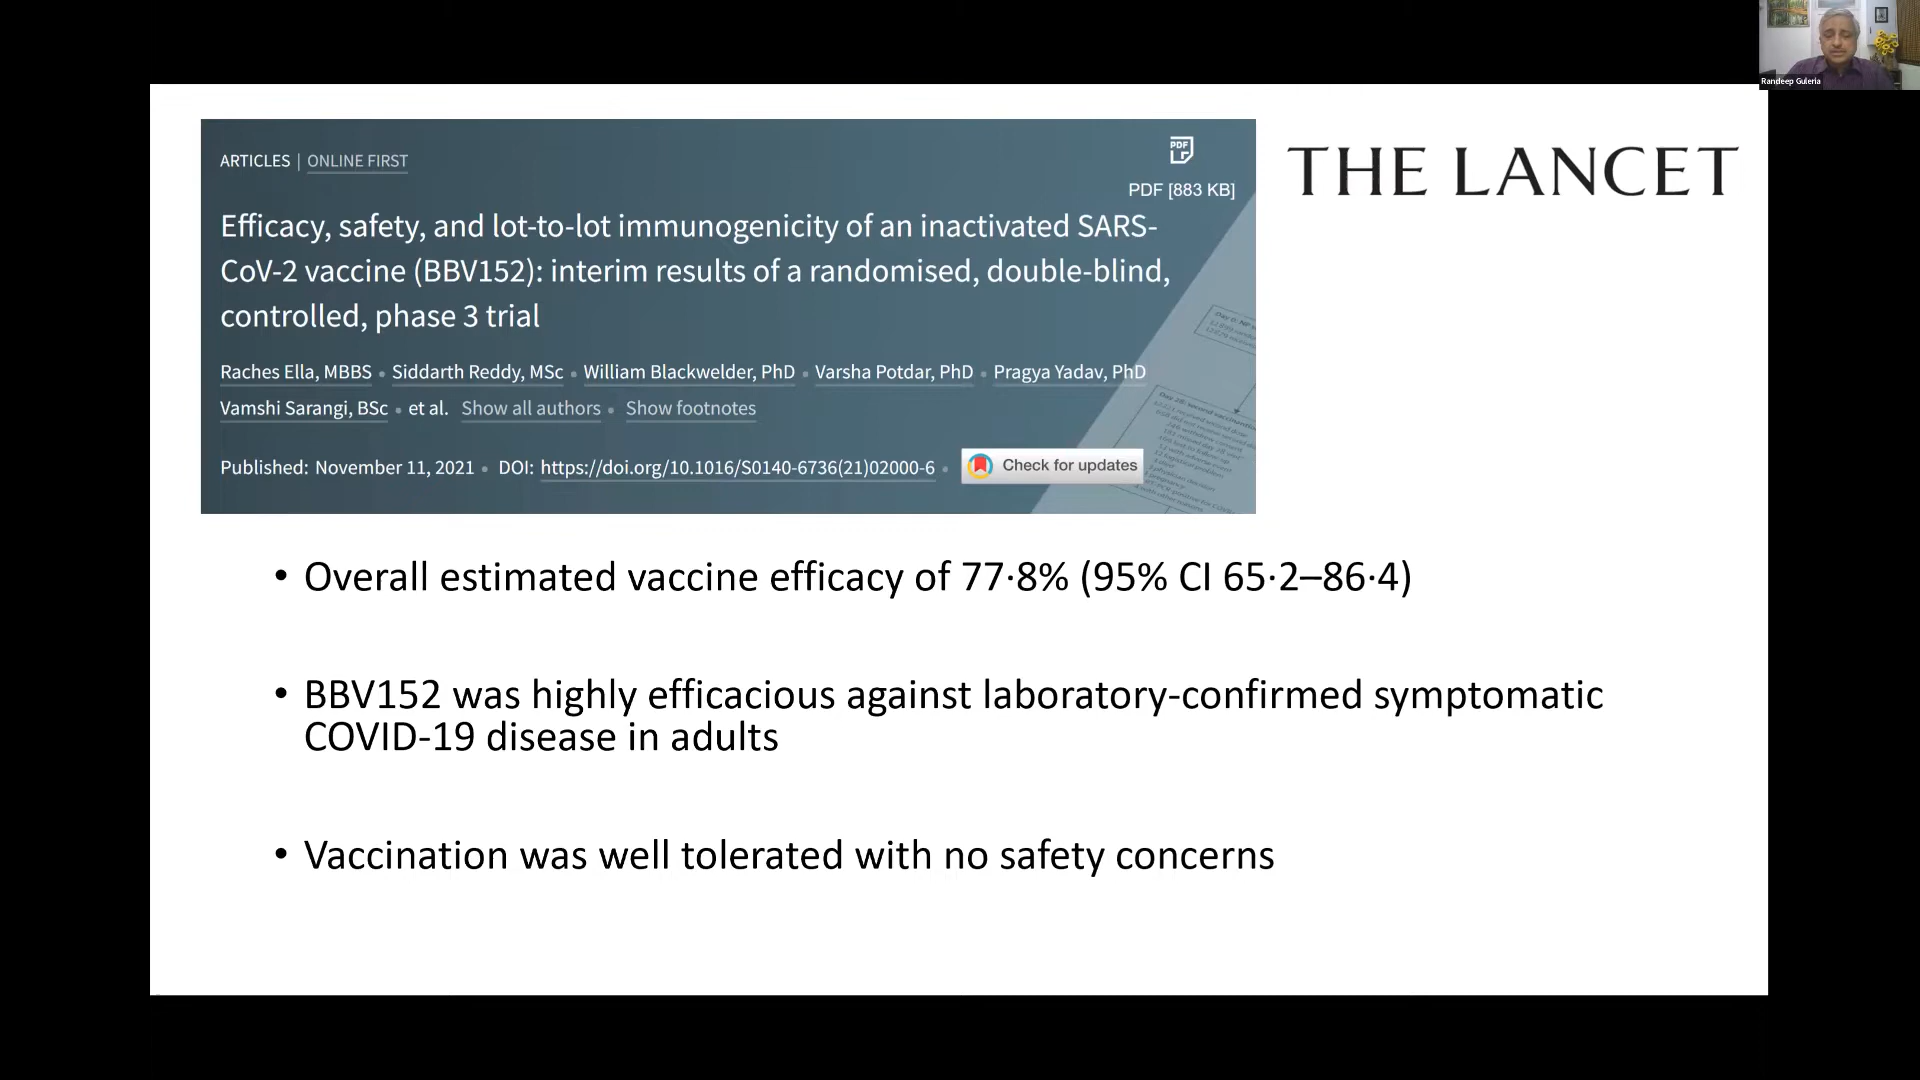 Randeep Guleria
ARTICLES | ONLINE FIRST
PDF
PDF [883 KB]
THE LANCET
Efficacy, safety, and lot-to-lot immunogenicity of an inactivated SARS-
CoV-2 vaccine (BBV152): interim results of a randomised, double-blind,
controlled, phase 3 trial
Raches Ella, MBBS • Siddarth Reddy, MSc • William Blackwelder, PhD • Varsha Potdar, PhD • Pragya Yadav, PhD
Vamshi Sarangi, BSc • et al. Show all authors • Show footnotes
Published: November 11, 2021 • DOI: https://doi.org/10.1016/S0140-6736(21)02000-6 •
Check for updates
• Overall estimated vaccine efficacy of 77·8% (95% CI 65·2–86·4)
• BBV152 was highly efficacious against laboratory-confirmed symptomatic
COVID-19 disease in adults
• Vaccination was well tolerated with no safety concerns